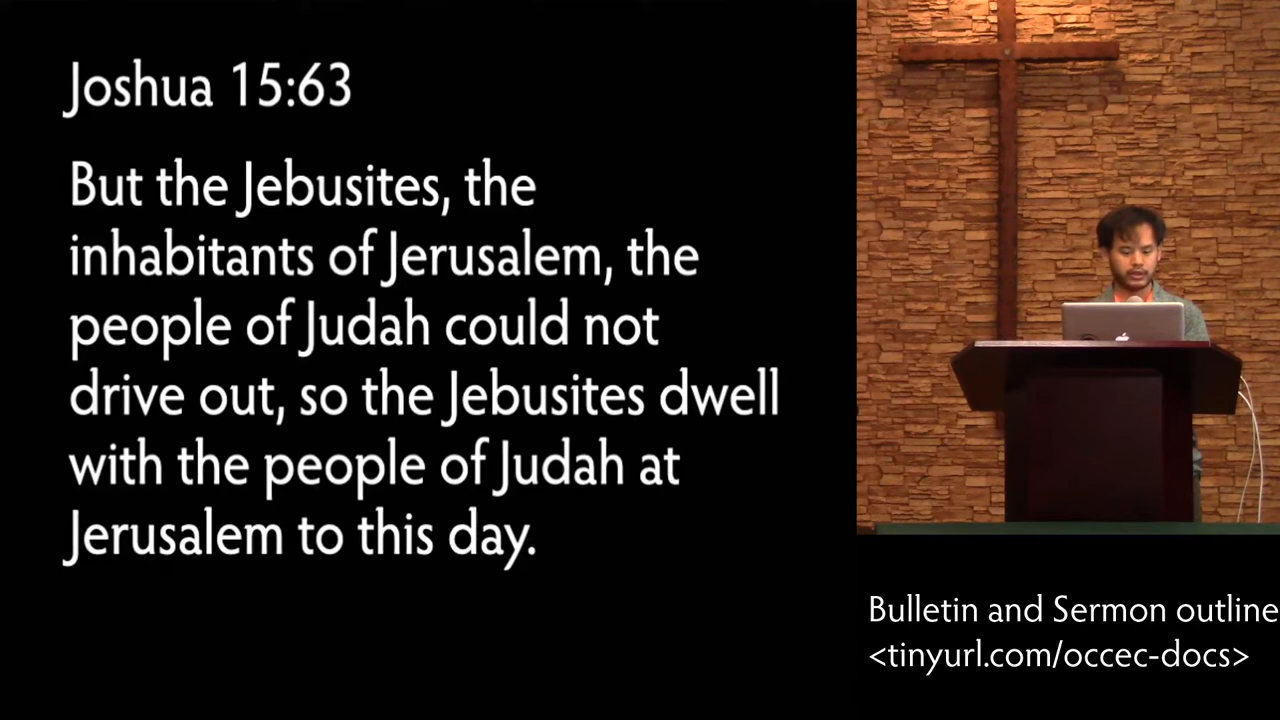 Joshua 15:63
But the Jebusites, the
inhabitants of Jerusalem, the
people of Judah could not
drive out, so the Jebusites dwell
with the people of Judah at
Jerusalem to this day.
Bulletin and Sermon outline
<tinyurl.com/occec-docs>